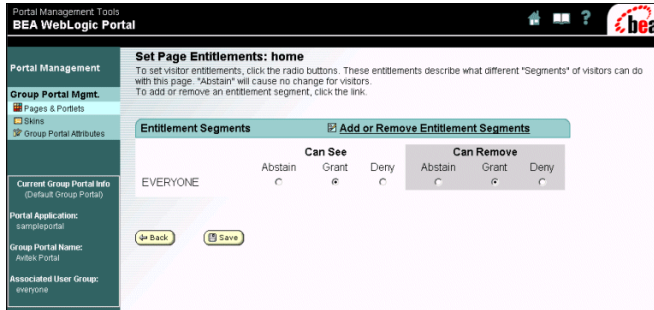 Portal Management Tools
BEA WebLogic Portal
?
bea
Portal Management
Group Portal Mgmt.
Pages & Portlets
Skins
Group Portal Attributes
Current Group Portal Info
(Default Group Portal)
Portal Application:
sampleportal
Group Portal Name:
Avitek Portal
Associated User Group:
everyone
Set Page Entitlements: home
To set visitor entitlements, click the radio buttons. These entitlements describe what different "Segments" of visitors can do
with this page. "Abstain" will cause no change for visitors.
To add or remove an entitlement segment, click the link.
Entitlement Segments Add or Remove Entitlement Segments
Can See Can Remove
Abstain Grant Deny Abstain Grant Deny
EVERYONE
Back Save